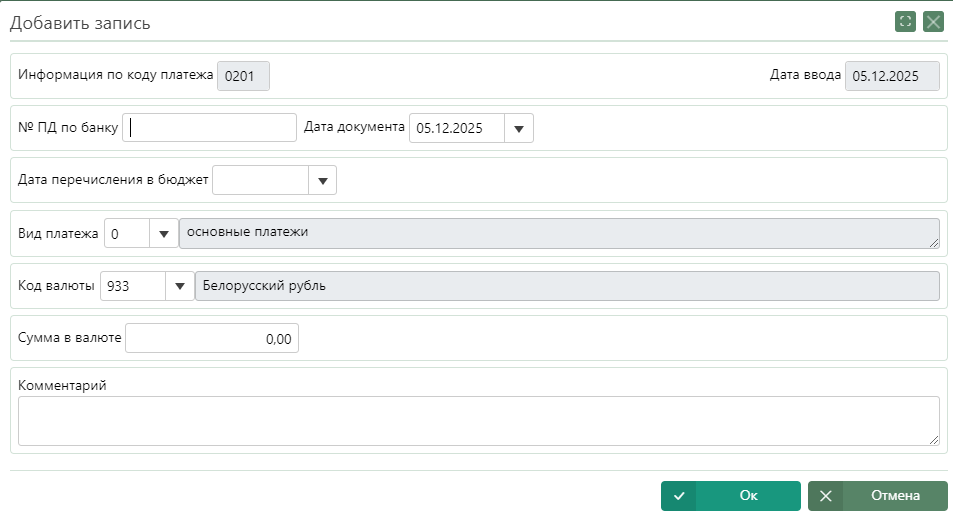 Добавить запись
Информация по коду платежа 0201 Дата ввода 05.12.2025
№ ПД по банку Дата документа 05.12.2025
Дата перечисления в бюджет
Вид платежа 0 основные платежи
Код валюты 933 Белорусский рубль
Сумма в валюте 0,00
Комментарий
Ок Отмена